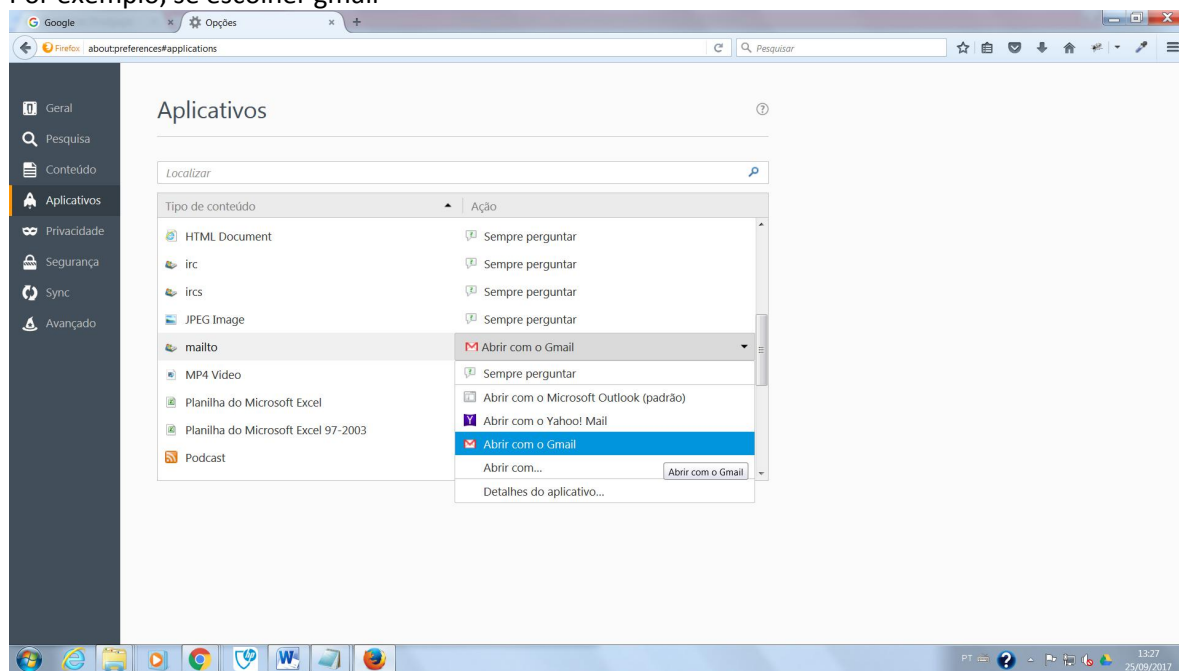 Por exemplo, se escolher gmail
Google
Opções
Firefox about:preferences#applications
Pesquisar
Geral
Pesquisa
Conteúdo
Aplicativos
Privacidade
Segurança
Sync
Avançado
Aplicativos
Localizar
Tipo de conteúdo Ação
HTML Document Sempre perguntar
irc Sempre perguntar
ircs Sempre perguntar
JPEG Image Sempre perguntar
mailto Abrir com o Gmail
MP4 Video Sempre perguntar
Planilha do Microsoft Excel Abrir com o Microsoft Outlook (padrão)
Abrir com o Yahoo! Mail
Planilha do Microsoft Excel 97-2003 Abrir com o Gmail
Podcast Abrir com...
Abrir com o Gmail
Detalhes do aplicativo...
PT
13:27
25/09/2017